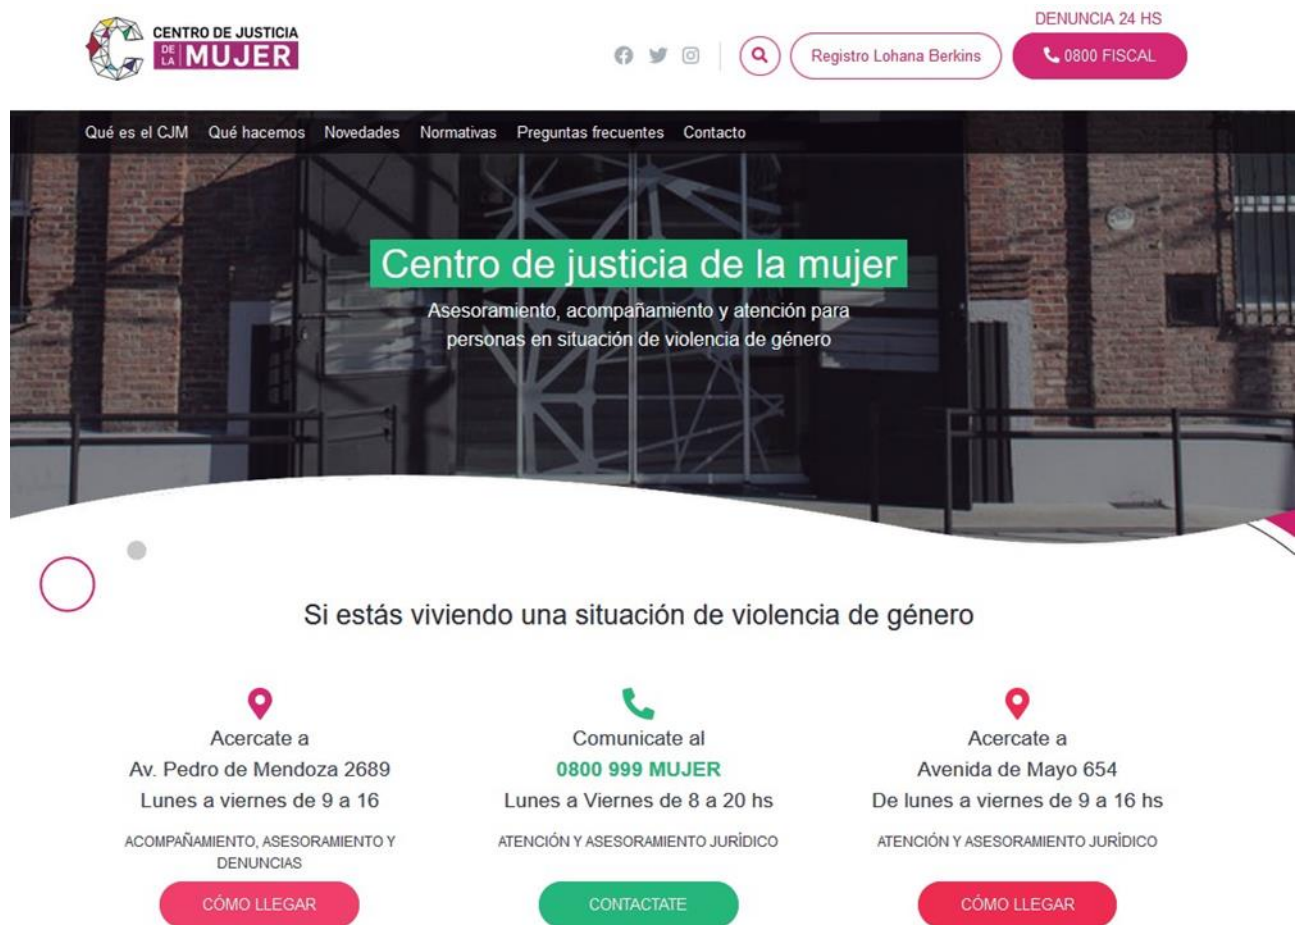 DENUNCIA 24 HS
CENTRO DE JUSTICIA
DE LA MUJER
Registro Lohana Berkins
0800 FISCAL
Qué es el CJM Qué hacemos Novedades Normativas Preguntas frecuentes Contacto
Centro de justicia de la mujer
Asesoramiento, acompañamiento y atención para
personas en situación de violencia de género
Si estás viviendo una situación de violencia de género
Acercate a
Av. Pedro de Mendoza 2689
Lunes a viernes de 9 a 16
ACOMPAÑAMIENTO, ASESORAMIENTO Y
DENUNCIAS
CÓMO LLEGAR
Comunicate al
0800 999 MUJER
Lunes a Viernes de 8 a 20 hs
ATENCIÓN Y ASESORAMIENTO JURÍDICO
CONTACTATE
Acercate a
Avenida de Mayo 654
De lunes a viernes de 9 a 16 hs
ATENCIÓN Y ASESORAMIENTO JURÍDICO
CÓMO LLEGAR